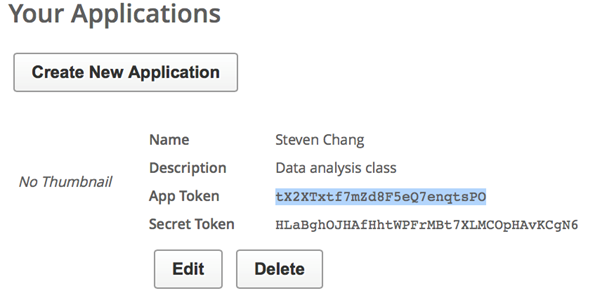 Your Applications
Create New Application
Name Steven Chang
Description Data analysis class
No Thumbnail
App Token tX2XTxtf7mZd8F5eQ7enqtsPO
Secret Token HLaBghOJHAfHhtWPFrMBt7XLMCOpHAvKCgN6
Edit Delete